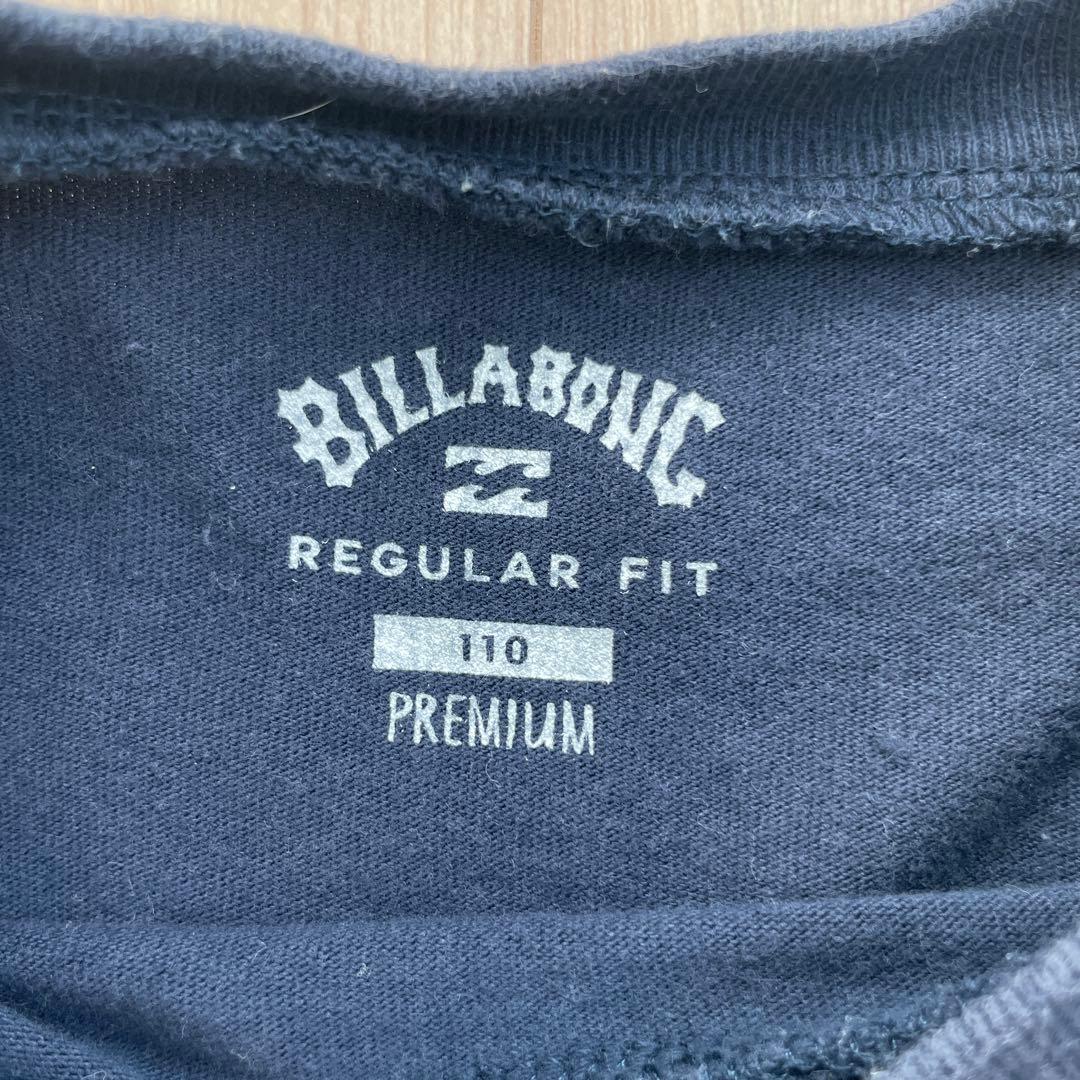 BILLABONG
REGULAR FIT
110
PREMIUM